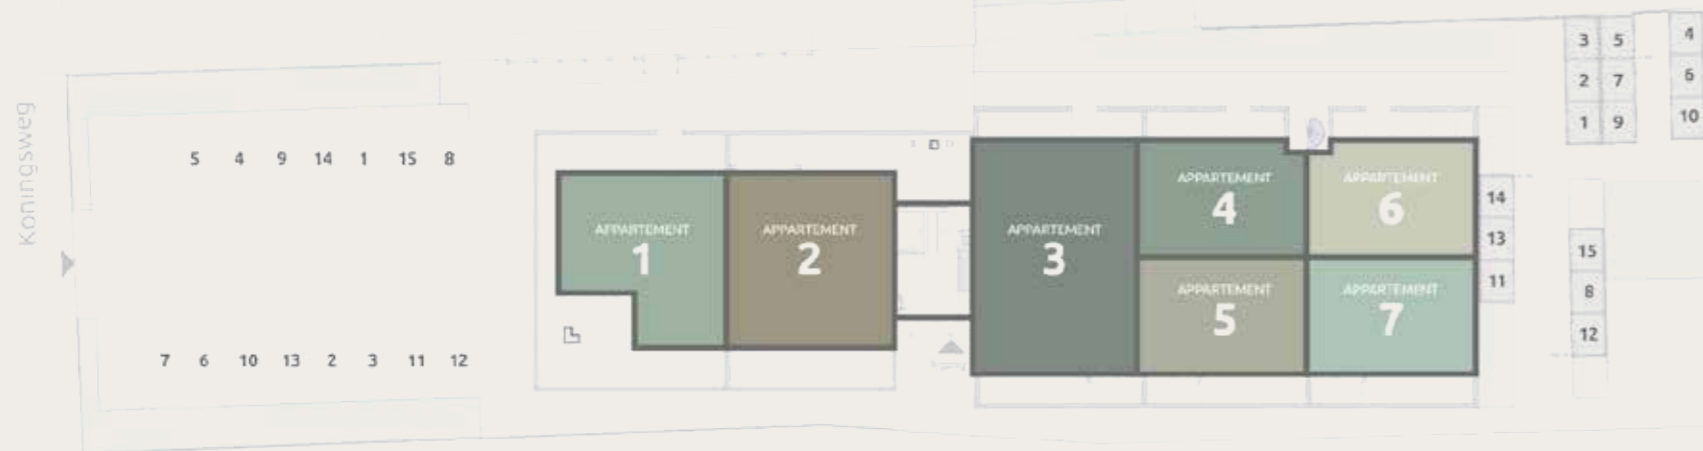 Koningsweg
5 4 9 14 1 15 8
7 6 10 13 2 3 11 12
APPARTEMENT
1
APPARTEMENT
2
APPARTEMENT
3
APPARTEMENT
4
APPARTEMENT
5
APPARTEMENT
6
APPARTEMENT
7
14
13
11
3 5
2 7
1 9
4
6
10
15
8
12